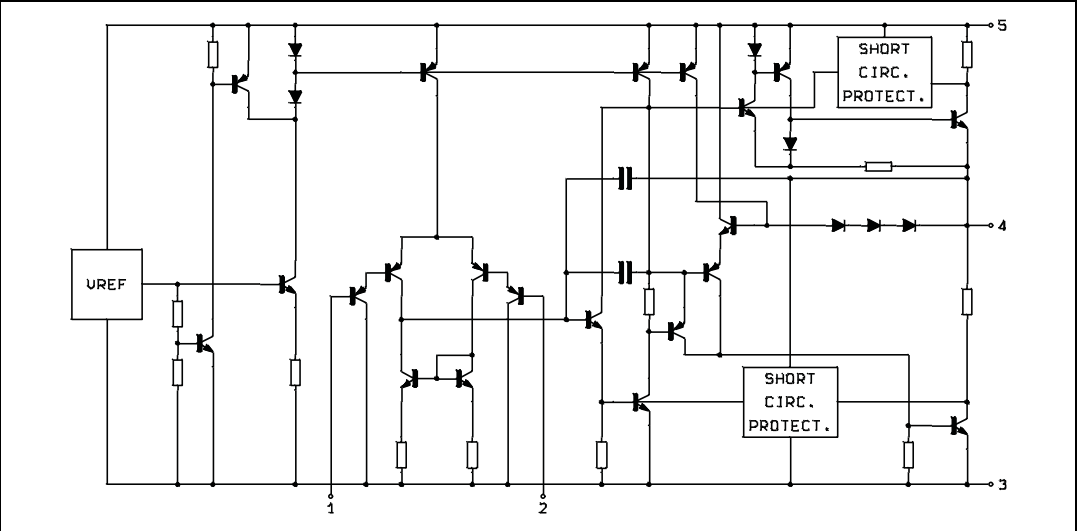 5
SHORT
CIRC.
PROTECT.
4
VREF
SHORT
CIRC.
PROTECT.
3
1
2